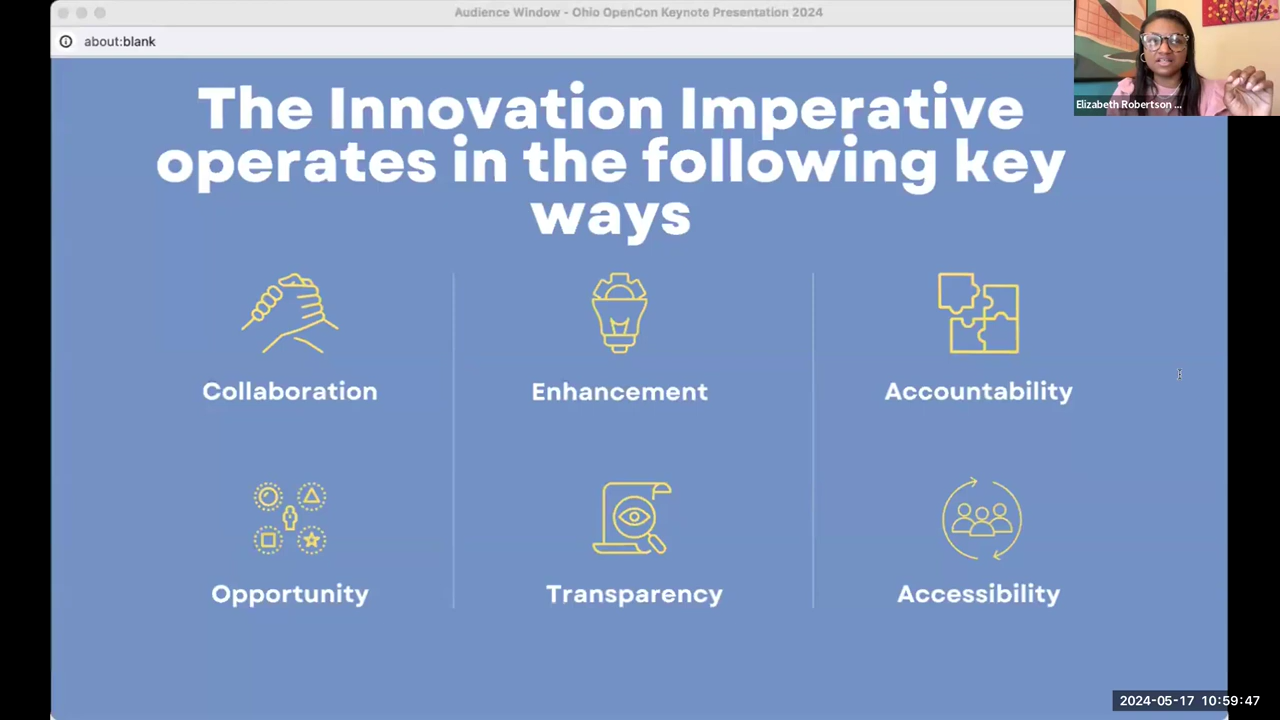 Audience Window - Ohio OpenCon Keynote Presentation 2024
about:blank
Elizabeth Robertson ...
The Innovation Imperative
operates in the following key
ways
Collaboration
Enhancement
Accountability
Opportunity
Transparency
Accessibility
2024-05-17 10:59:47